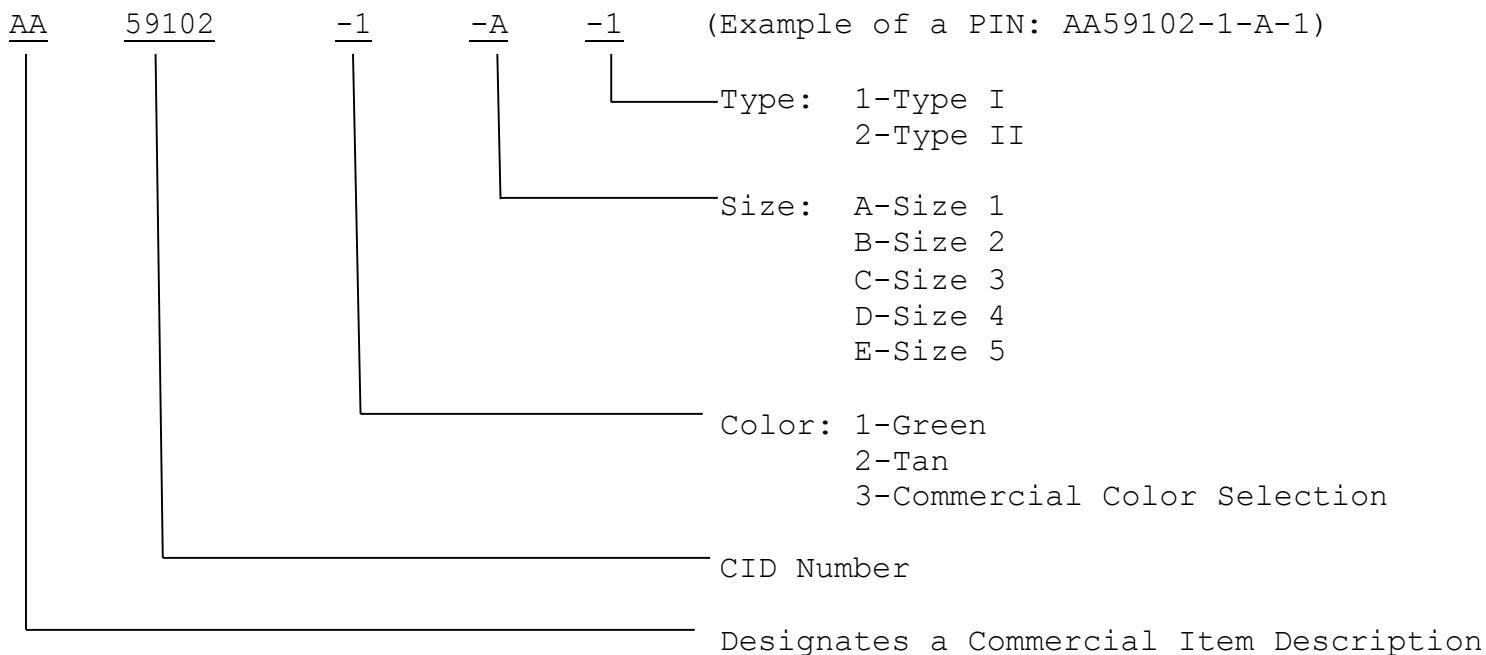 AA 59102 -1 -A -1 (Example of a PIN: AA59102-1-A-1)
Type: 1-Type I
2-Type II
Size: A-Size 1
B-Size 2
C-Size 3
D-Size 4
E-Size 5
Color: 1-Green
2-Tan
3-Commercial Color Selection
CID Number
Designates a Commercial Item Description